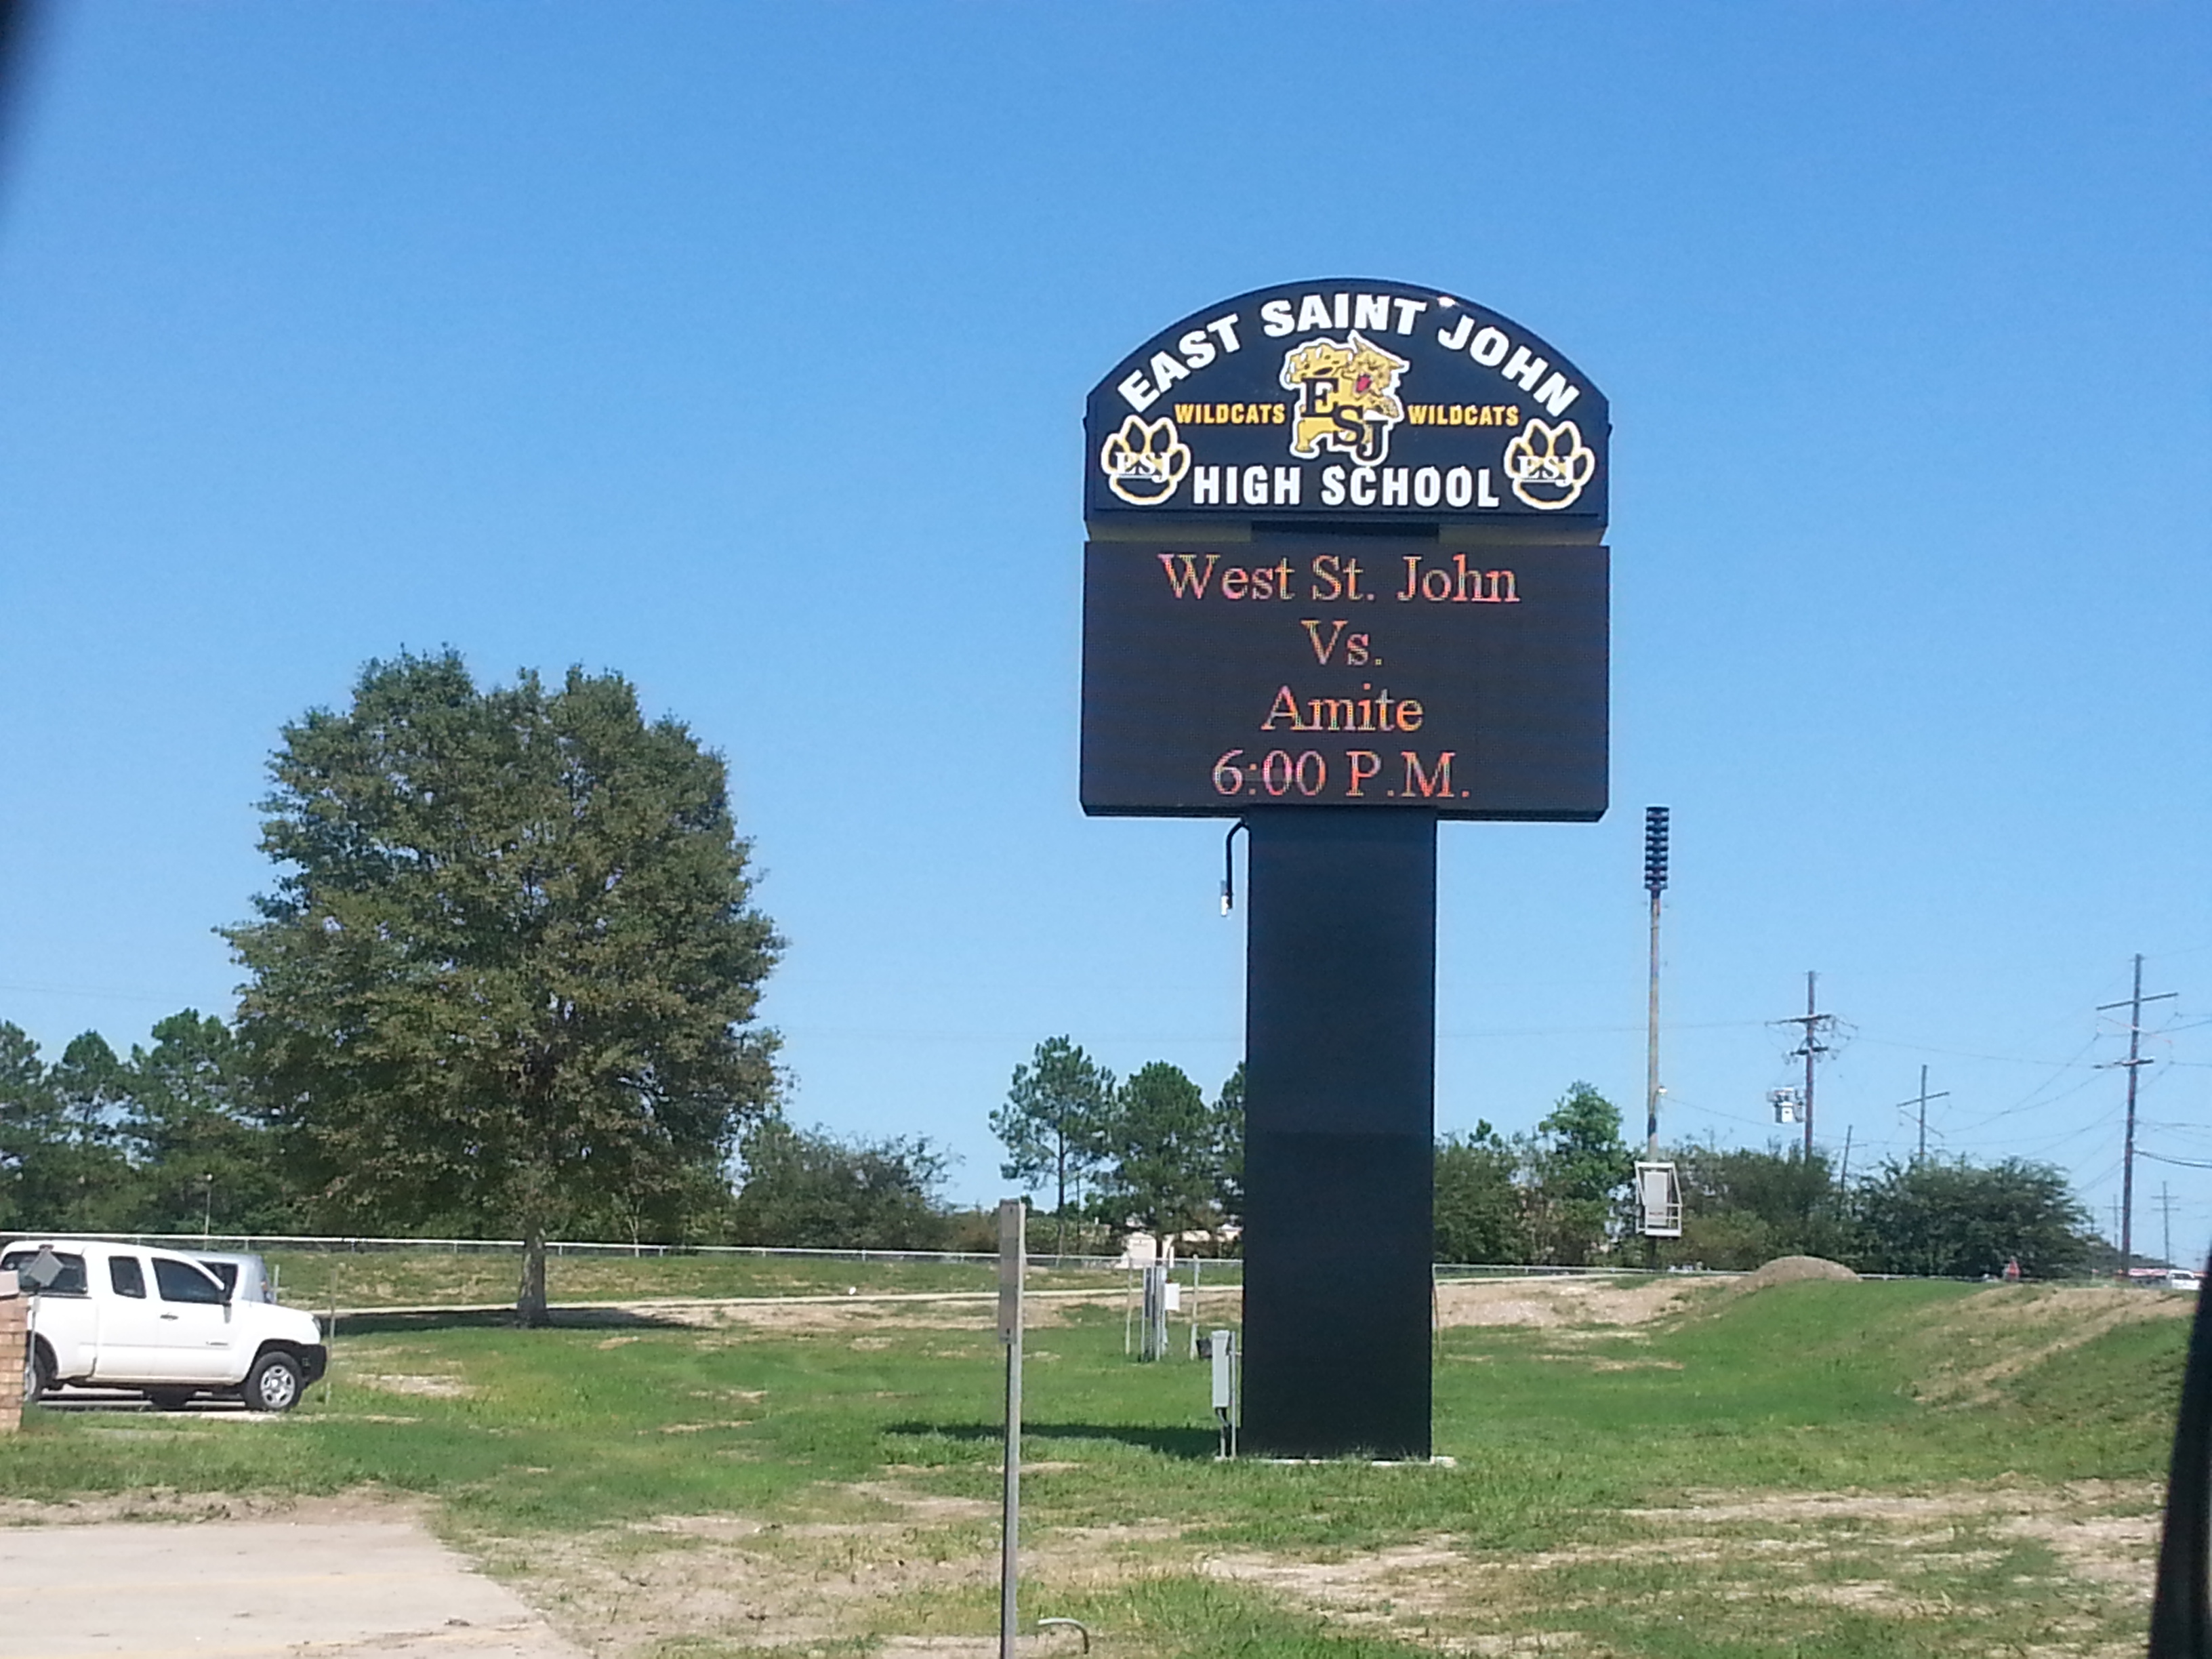 EAST SAINT JOHN
WILDCATS ESJ WILDCATS
ESJ HIGH SCHOOL ESJ
West St. John
Vs.
Amite
6:00 P.M.